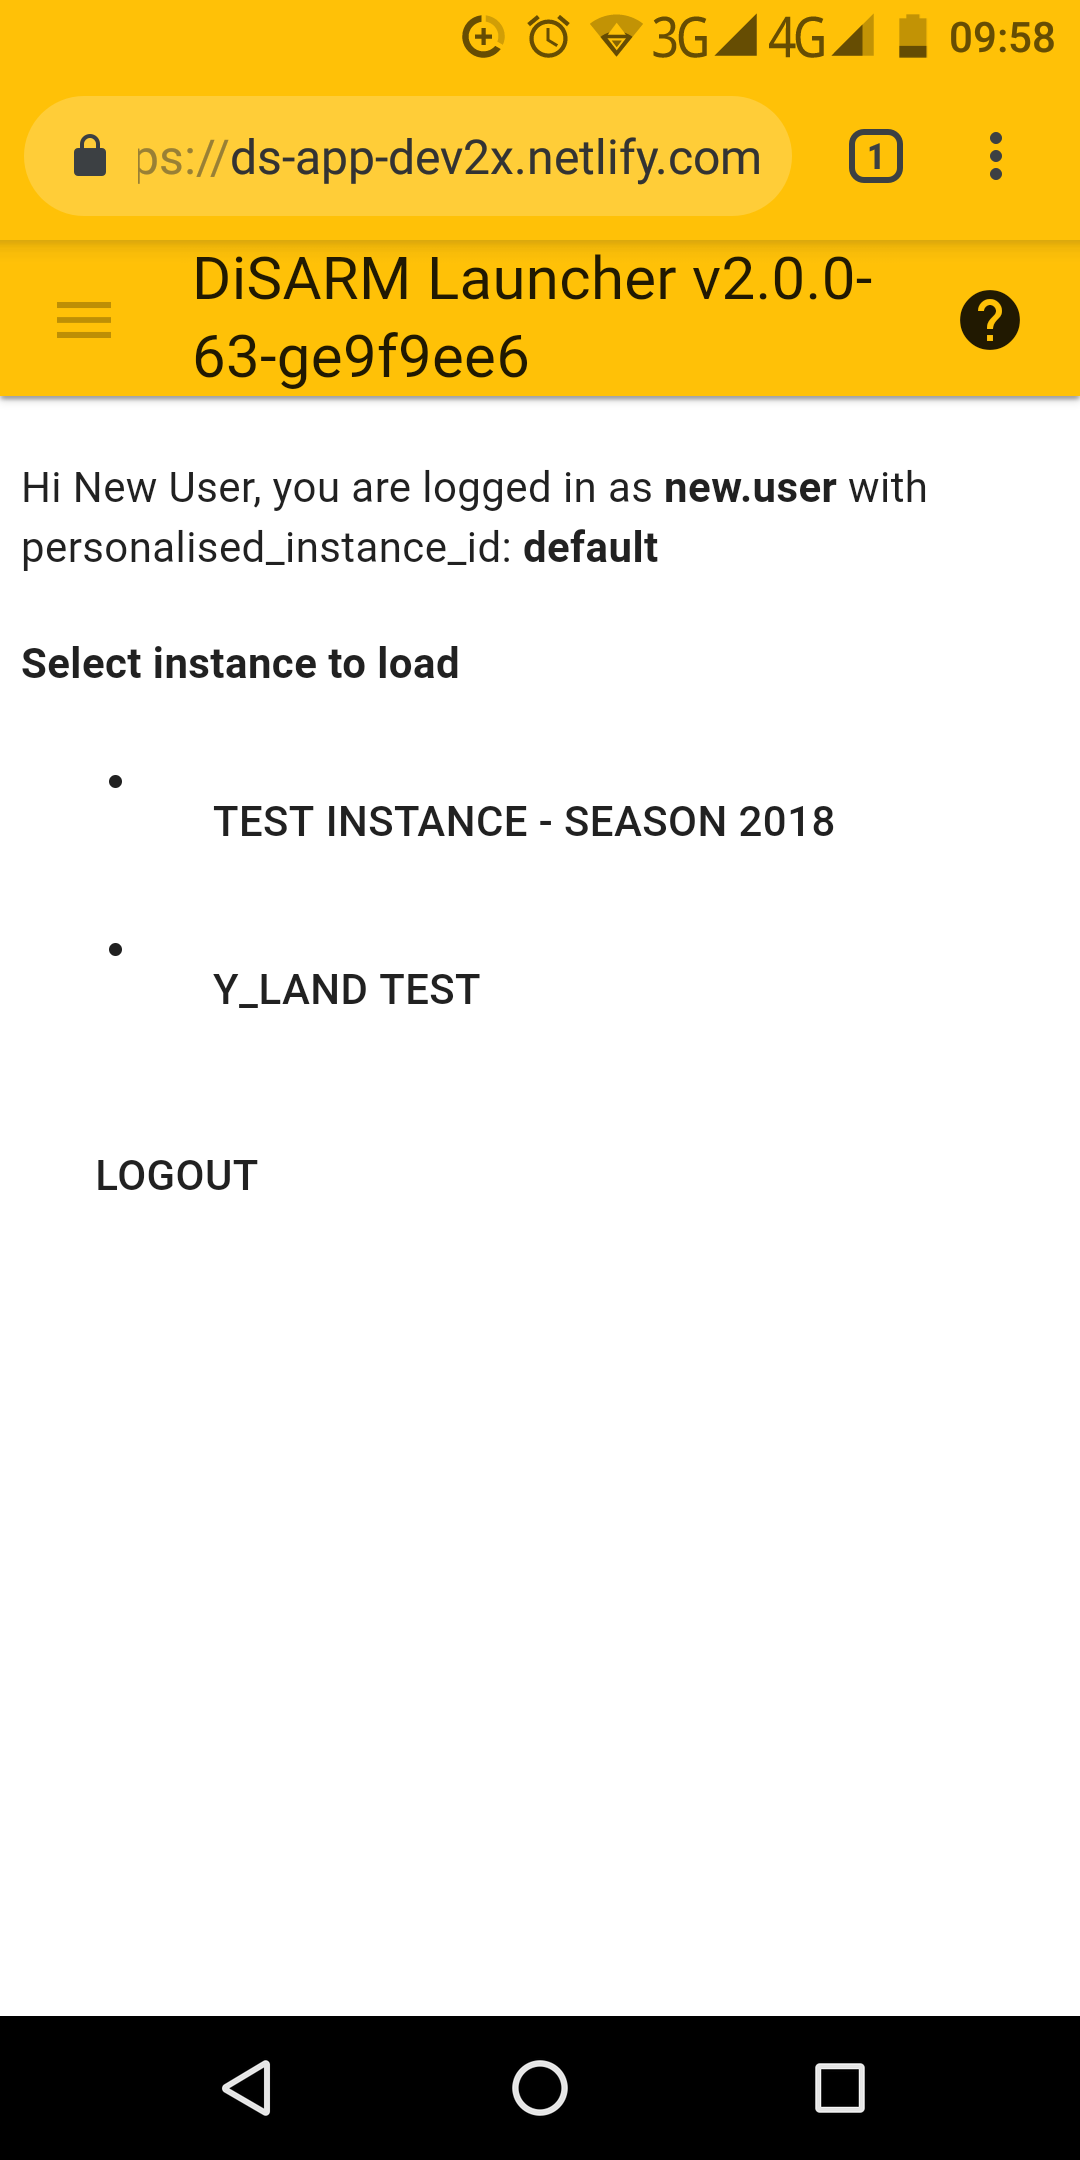 3G 4G 09:58
ps://ds-app-dev2x.netlify.com 1
DiSARM Launcher v2.0.0-
63-ge9f9ee6
Hi New User, you are logged in as new.user with
personalised_instance_id: default
Select instance to load
• TEST INSTANCE - SEASON 2018
• Y_LAND TEST
LOGOUT